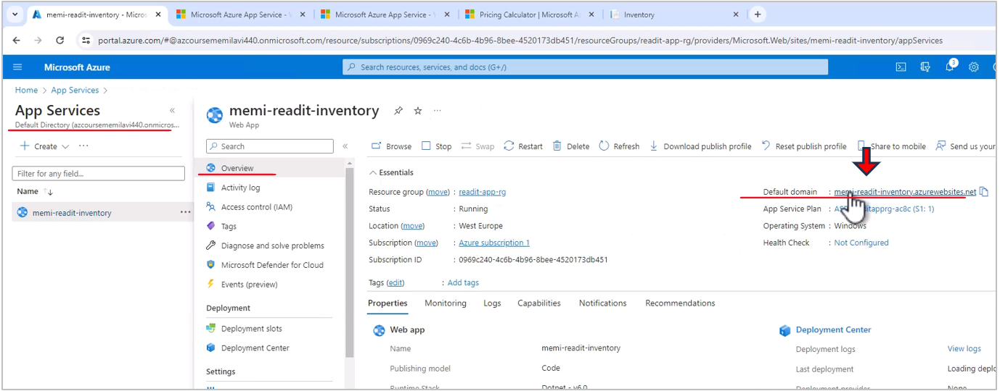 memi-readit-inventory - Micros
Microsoft Azure App Service - V
Microsoft Azure App Service - V
Pricing Calculator | Microsoft A
Inventory
portal.azure.com/#@azcoursememilavi440.onmicrosoft.com/resource/subscriptions/0969c240-4c6b-4b96-8bee-4520173db451/resourceGroups/readit-app-rg/providers/Microsoft.Web/sites/memi-readit-inventory/appServices
Microsoft Azure
Search resources, services, and docs (G+/)
3
Home > App Services >
App Services
Default Directory (azcoursememilavi440.onmicros...
Create
Filter for any field...
Name
memi-readit-inventory
memi-readit-inventory
Web App
Search
Overview
Activity log
Access control (IAM)
Tags
Diagnose and solve problems
Microsoft Defender for Cloud
Events (preview)
Deployment
Deployment slots
Deployment Center
Settings
Browse Stop Swap Restart Delete Refresh Download publish profile Reset publish profile Share to mobile Send us your
Essentials
Resource group (move) : readit-app-rg
Status : Running
Location (move) : West Europe
Subscription (move) : Azure subscription 1
Subscription ID : 0969c240-4c6b-4b96-8bee-4520173db451
Tags (edit) : Add tags
Default domain : memi-readit-inventory.azurewebsites.net
App Service Plan : itapprg-ac8c (S1: 1)
Operating System : Windows
Health Check : Not Configured
Properties Monitoring Logs Capabilities Notifications Recommendations
Web app
Name memi-readit-inventory
Publishing model Code
Runtime Stack Dotnet - v6.0
Deployment Center
Deployment logs View logs
Last deployment Loading deplo
Deployment provider None